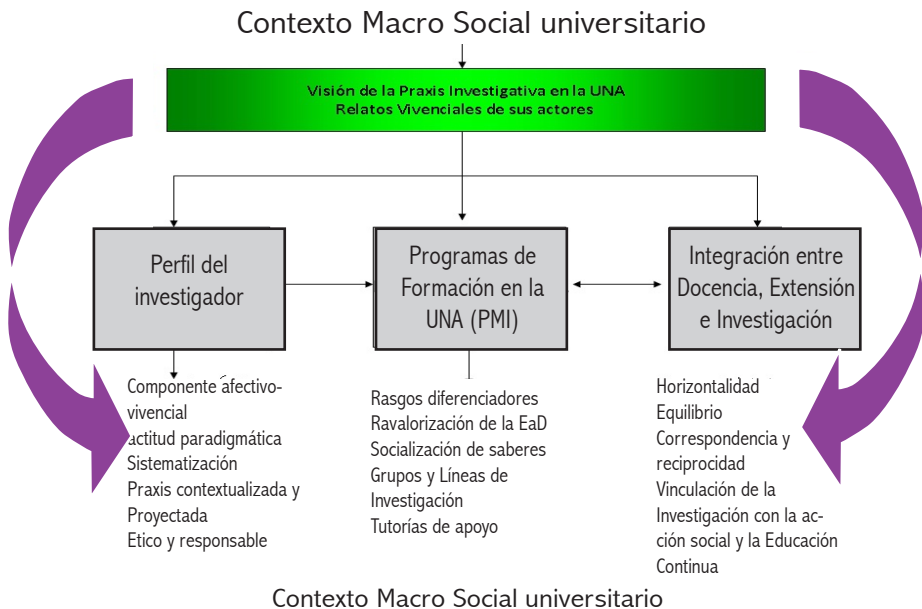 Contexto Macro Social universitario
Visión de la Praxis Investigativa en la UNA
Relatos Vivenciales de sus actores
Perfil del
investigador
Programas de
Formación en la
UNA (PMI)
Integración entre
Docencia, Extensión
e Investigación
Componente afectivo-
vivencial
actitud paradigmática
Sistematización
Praxis contextualizada y
Proyectada
Etico y responsable
Rasgos diferenciadores
Ravalorización de la EaD
Socialización de saberes
Grupos y Líneas de
Investigación
Tutorías de apoyo
Horizontalidad
Equilibrio
Correspondencia y
reciprocidad
Vinculación de la
Investigación con la ac-
ción social y la Educación
Continua
Contexto Macro Social universitario